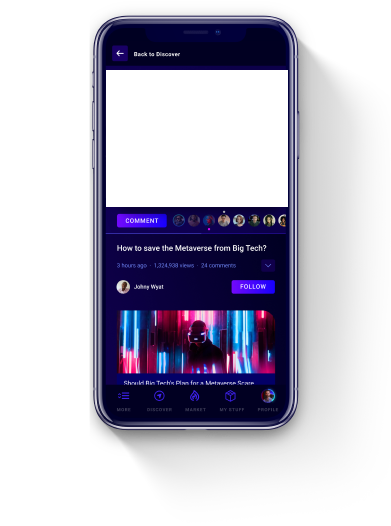 Back to Discover
COMMENT
How to save the Metaverse from Big Tech?
3 hours ago · 1,324,938 views · 24 comments
Johny Wyat
FOLLOW
Should Big Tech's Plan for a Metaverse Scare
MORE
DISCOVER
MARKET
MY STUFF
PROFILE